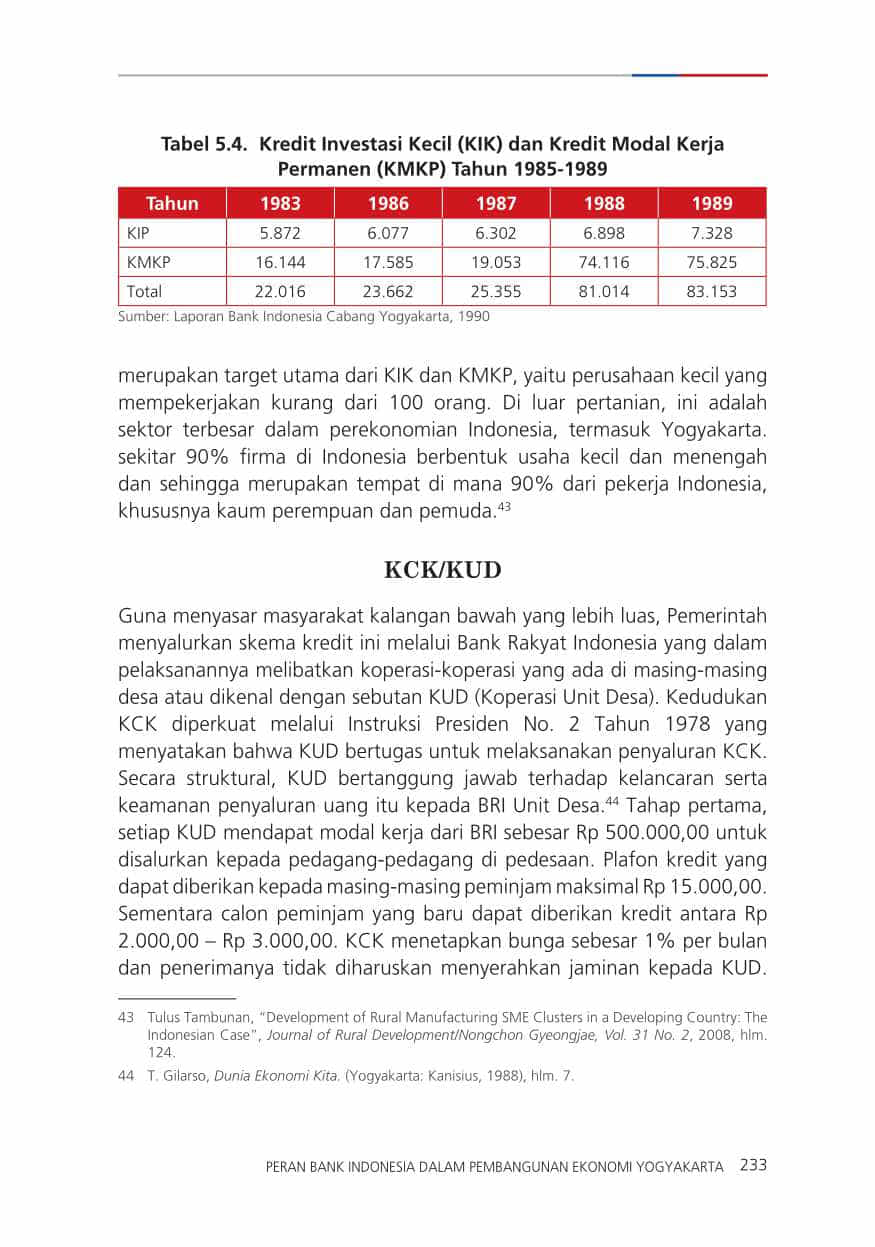 Tabel 5.4. Kredit Investasi Kecil (KIK) dan Kredit Modal Kerja
Permanen (KMKP) Tahun 1985-1989
Tahun 1983 1986 1987 1988 1989
KIP 5.872 6.077 6.302 6.898 7.328
KMKP 16.144 17.585 19.053 74.116 75.825
Total 22.016 23.662 25.355 81.014 83.153
Sumber: Laporan Bank Indonesia Cabang Yogyakarta, 1990
merupakan target utama dari KIK dan KMKP, yaitu perusahaan kecil yang
mempekerjakan kurang dari 100 orang. Di luar pertanian, ini adalah
sektor terbesar dalam perekonomian Indonesia, termasuk Yogyakarta.
sekitar 90% firma di Indonesia berbentuk usaha kecil dan menengah
dan sehingga merupakan tempat di mana 90% dari pekerja Indonesia,
khususnya kaum perempuan dan pemuda.43
KCK/KUD
Guna menyasar masyarakat kalangan bawah yang lebih luas, Pemerintah
menyalurkan skema kredit ini melalui Bank Rakyat Indonesia yang dalam
pelaksanannya melibatkan koperasi-koperasi yang ada di masing-masing
desa atau dikenal dengan sebutan KUD (Koperasi Unit Desa). Kedudukan
KCK diperkuat melalui Instruksi Presiden No. 2 Tahun 1978 yang
menyatakan bahwa KUD bertugas untuk melaksanakan penyaluran KCK.
Secara struktural, KUD bertanggung jawab terhadap kelancaran serta
keamanan penyaluran uang itu kepada BRI Unit Desa.44 Tahap pertama,
setiap KUD mendapat modal kerja dari BRI sebesar Rp 500.000,00 untuk
disalurkan kepada pedagang-pedagang di pedesaan. Plafon kredit yang
dapat diberikan kepada masing-masing peminjam maksimal Rp 15.000,00.
Sementara calon peminjam yang baru dapat diberikan kredit antara Rp
2.000,00 – Rp 3.000,00. KCK menetapkan bunga sebesar 1% per bulan
dan penerimanya tidak diharuskan menyerahkan jaminan kepada KUD.
43 Tulus Tambunan, “Development of Rural Manufacturing SME Clusters in a Developing Country: The
Indonesian Case”, Journal of Rural Development/Nongchon Gyeongjae, Vol. 31 No. 2, 2008, hlm.
124.
44 T. Gilarso, Dunia Ekonomi Kita. (Yogyakarta: Kanisius, 1988), hlm. 7.
PERAN BANK INDONESIA DALAM PEMBANGUNAN EKONOMI YOGYAKARTA 233